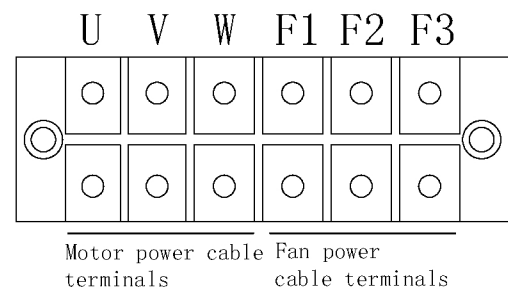 U V W F1 F2 F3
Motor power cable Fan power
terminals cable terminals